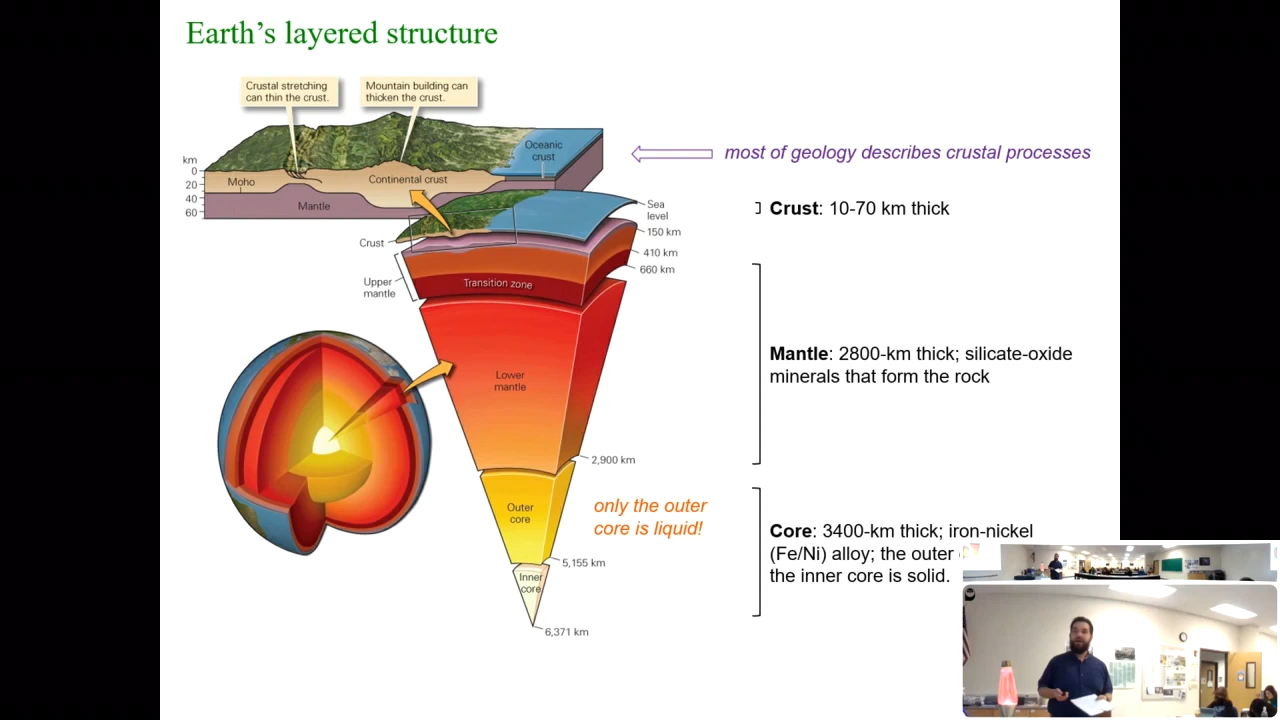 Earth's layered structure
Crustal stretching
can thin the crust.
Mountain building can
thicken the crust.
km
0
20
40
60
Moho
Mantle
Continental crust
Oceanic
crust
most of geology describes crustal processes
Sea
level
150 km
410 km
660 km
Crust
Upper
mantle
Transition zone
Crust: 10-70 km thick
Lower
mantle
Mantle: 2800-km thick; silicate-oxide
minerals that form the rock
2,900 km
Outer
core
only the outer
core is liquid!
5,155 km
Inner
core
6,371 km
Core: 3400-km thick; iron-nickel
(Fe/Ni) alloy; the outer
the inner core is solid.